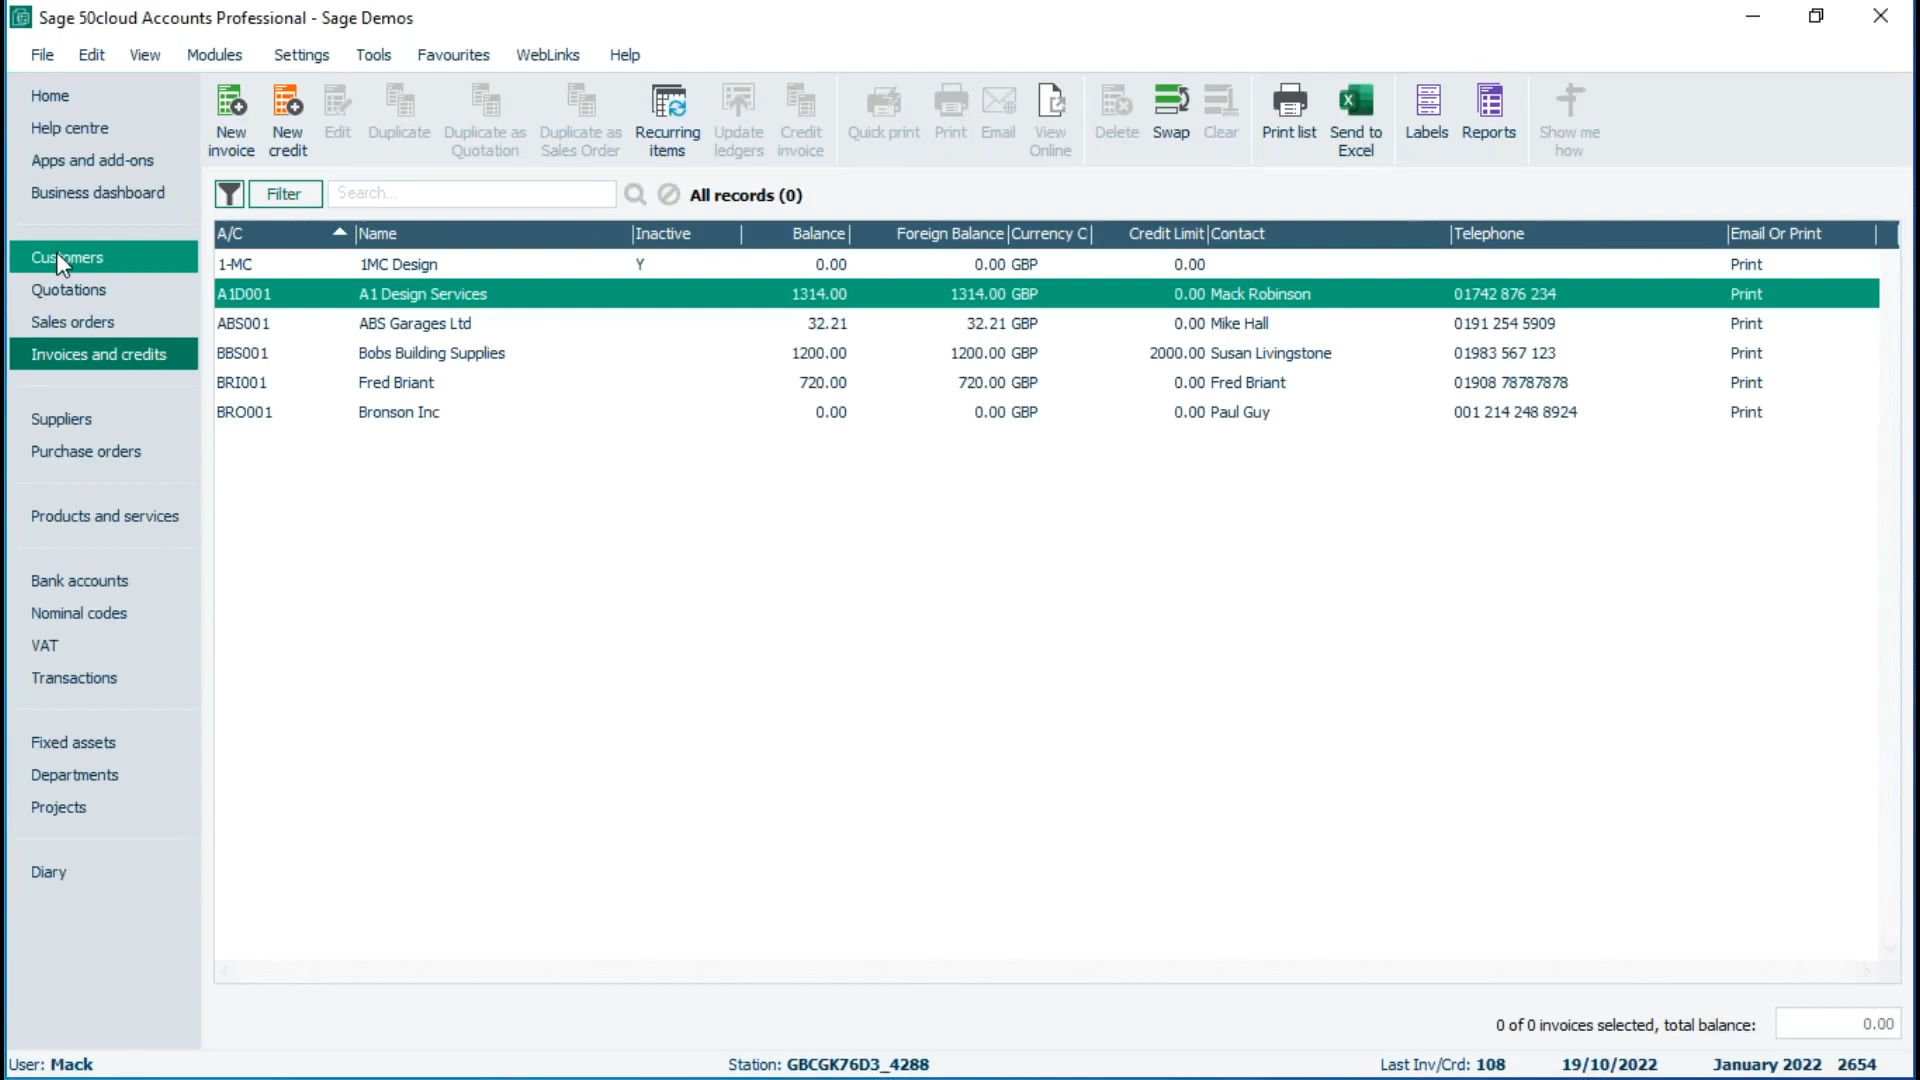 Sage 50cloud Accounts Professional - Sage Demos
File Edit View Modules Settings Tools Favourites WebLinks Help
Home
Help centre
Apps and add-ons
Business dashboard
Customers
Quotations
Sales orders
Invoices and credits
Suppliers
Purchase orders
Products and services
Bank accounts
Nominal codes
VAT
Transactions
Fixed assets
Departments
Projects
Diary
New invoice
New credit
Edit
Duplicate
Duplicate as Quotation
Duplicate as Sales Order
Recurring items
Update ledgers
Credit invoice
Quick print
Print
Email
View Online
Delete
Swap
Clear
Print list
Send to Excel
Labels
Reports
Show me how
Filter Search... All records (0)
A/C Name Inactive Balance Foreign Balance Currency C Credit Limit Contact Telephone Email Or Print
1-MC 1MC Design Y 0.00 0.00 GBP 0.00 Print
A1D001 A1 Design Services 1314.00 1314.00 GBP 0.00 Mack Robinson 01742 876 234 Print
ABS001 ABS Garages Ltd 32.21 32.21 GBP 0.00 Mike Hall 0191 254 5909 Print
BBS001 Bobs Building Supplies 1200.00 1200.00 GBP 2000.00 Susan Livingstone 01983 567 123 Print
BRI001 Fred Briant 720.00 720.00 GBP 0.00 Fred Briant 01908 78787878 Print
BRO001 Bronson Inc 0.00 0.00 GBP 0.00 Paul Guy 001 214 248 8924 Print
0 of 0 invoices selected, total balance: 0.00
User: Mack Station: GBCGK76D3_4288 Last Inv/Crd: 108 19/10/2022 January 2022 2654